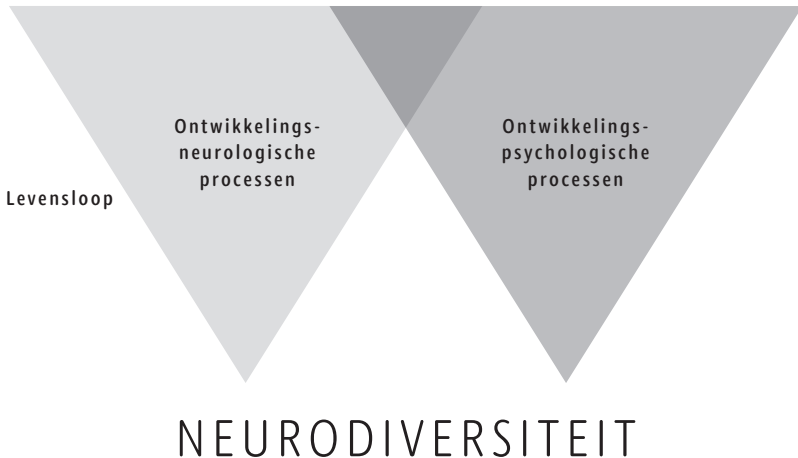 Ontwikkelings-
neurologische
processen
Ontwikkelings-
psychologische
processen
Levensloop
NEURODIVERSITEIT